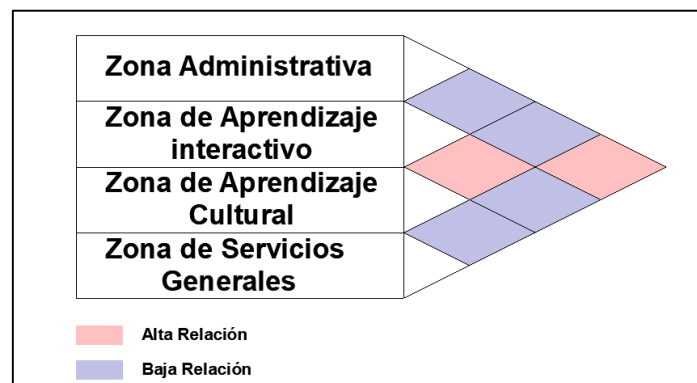 Zona Administrativa
Zona de Aprendizaje
interactivo
Zona de Aprendizaje
Cultural
Zona de Servicios
Generales
Alta Relación
Baja Relación